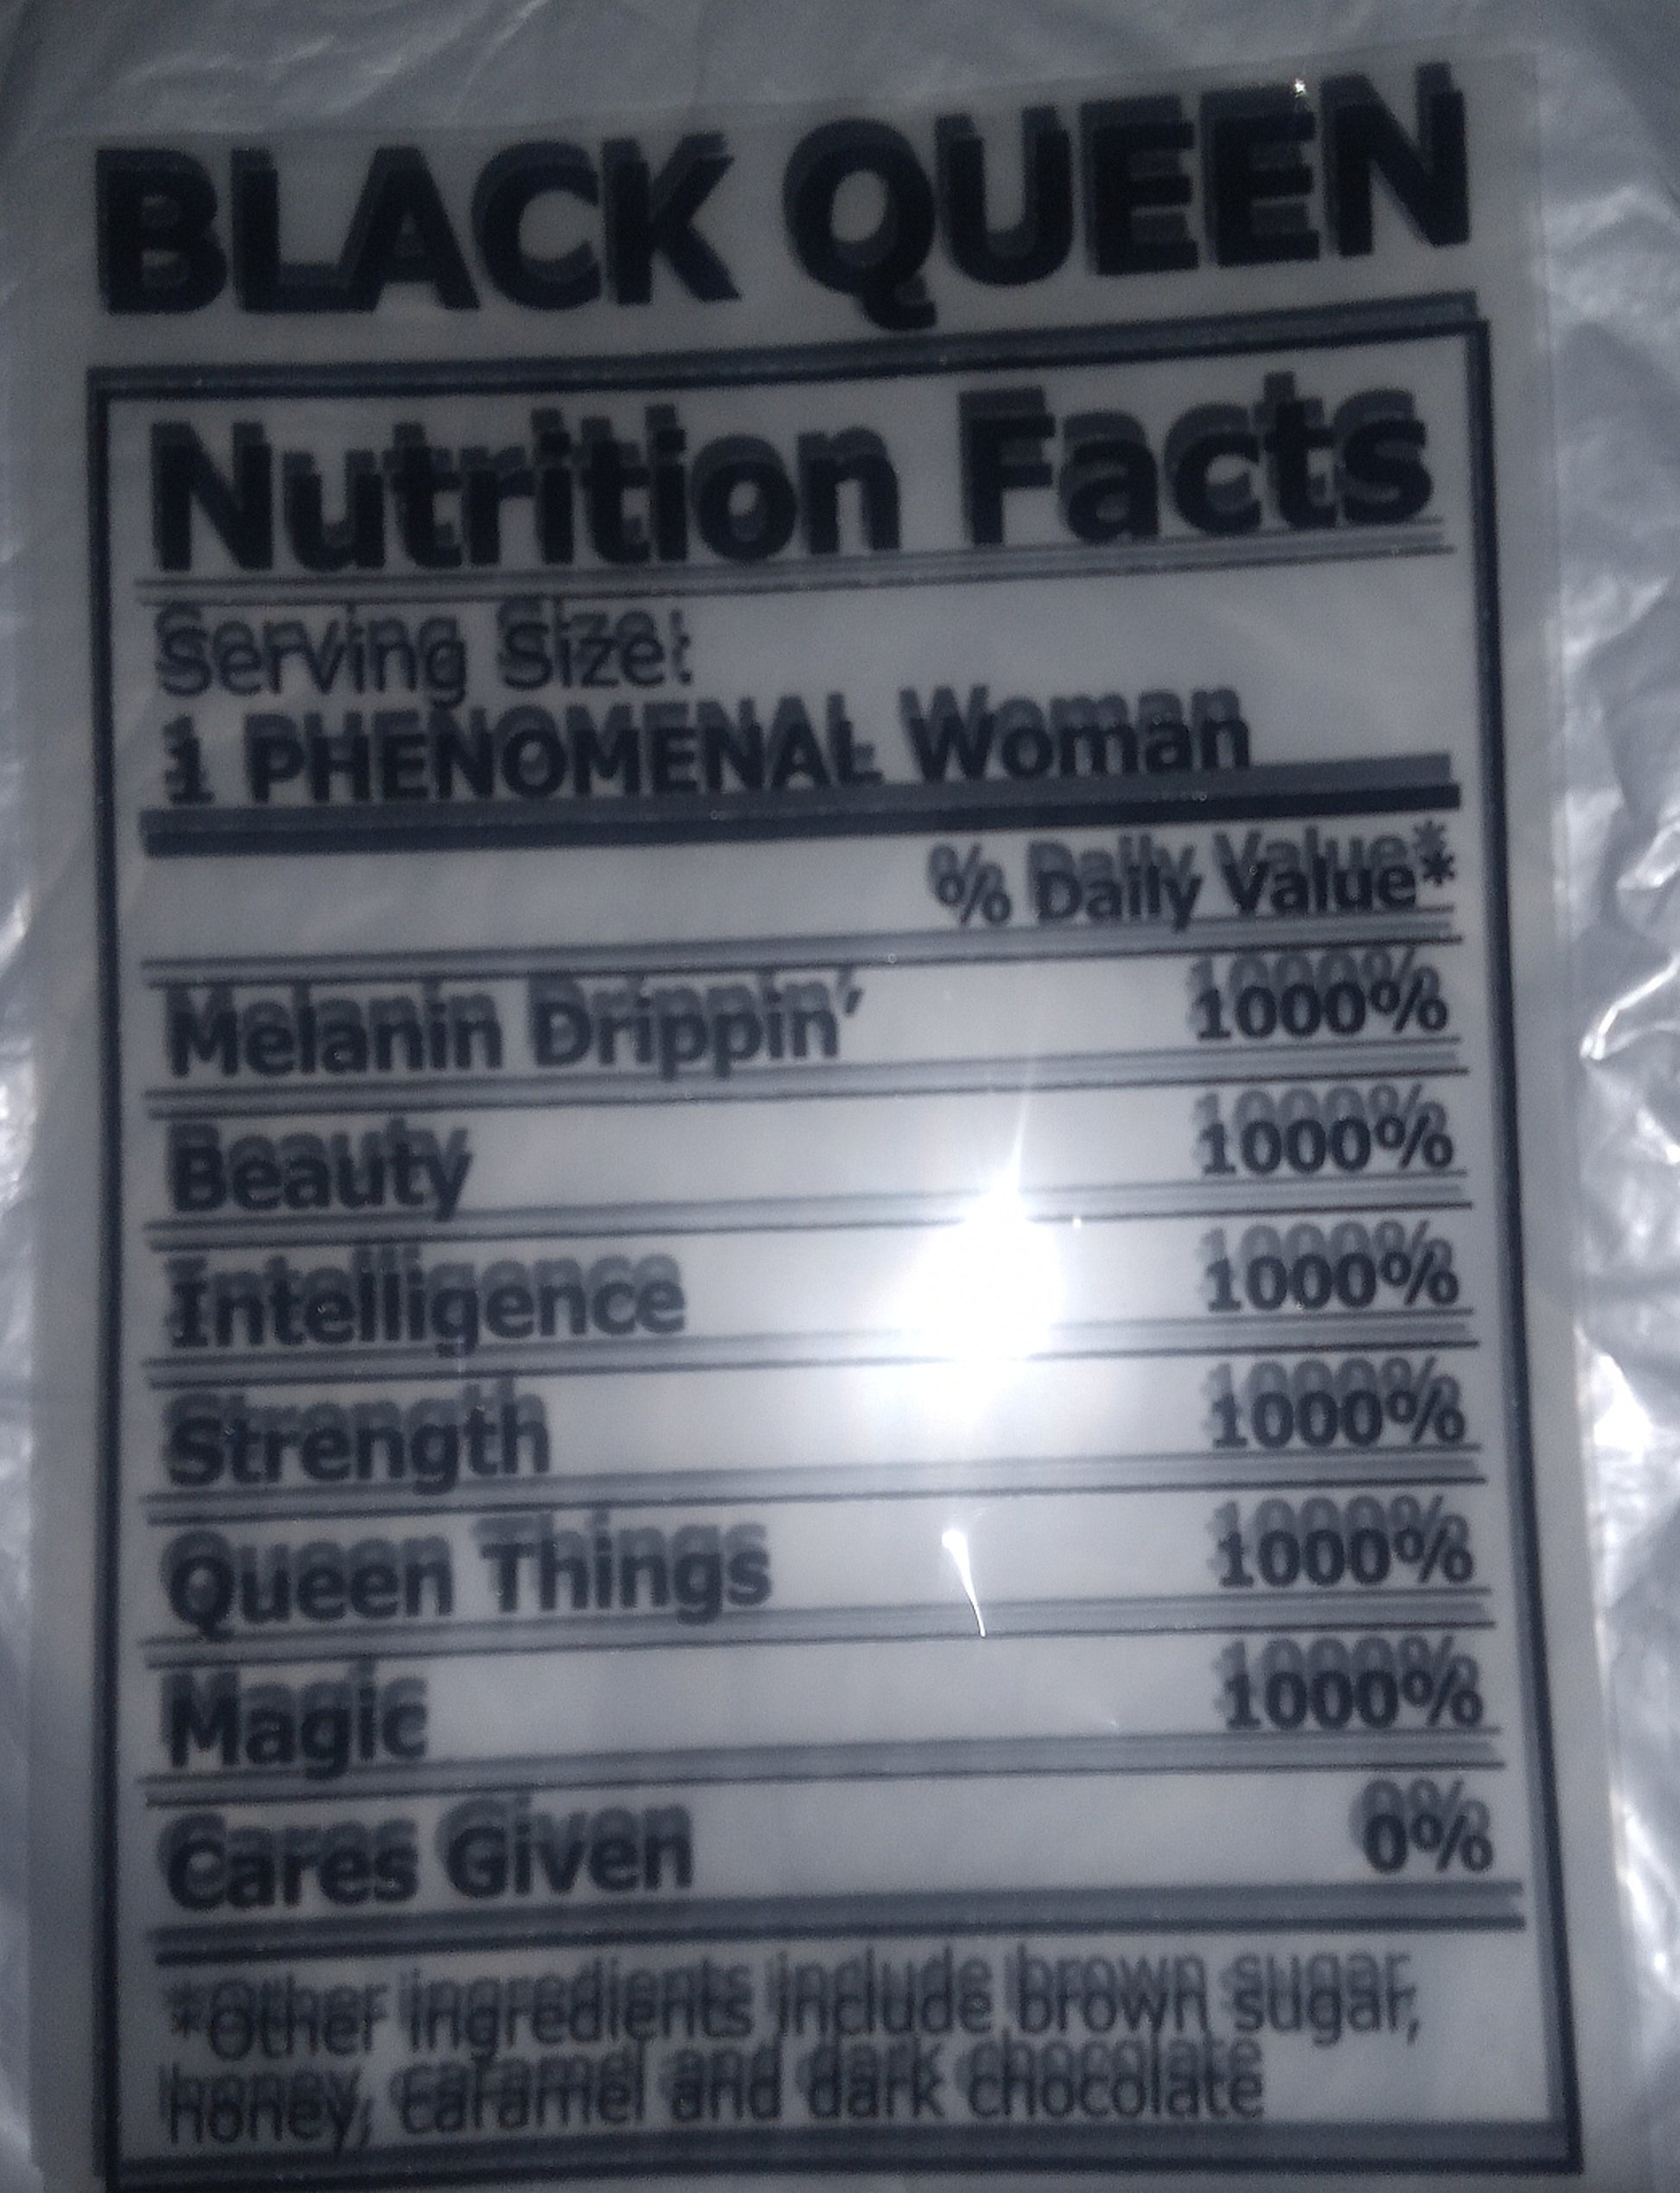 BLACK QUEEN
Nutrition Facts
Serving Size:
1 PHENOMENAL Woman
% Daily Value*
Melanin Drippin' 1000%
Beauty 1000%
Intelligence 1000%
Strength 1000%
Queen Things 1000%
Magic 1000%
Cares Given 0%
*Other ingredients include brown sugar,
honey, caramel and dark chocolate